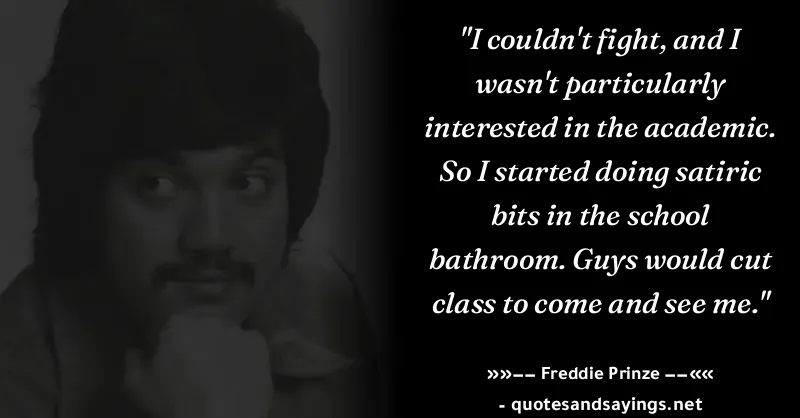 "I couldn't fight, and I
wasn't particularly
interested in the academic.
So I started doing satiric
bits in the school
bathroom. Guys would cut
class to come and see me."
»»−− Freddie Prinze −−««
- quotesandsayings.net